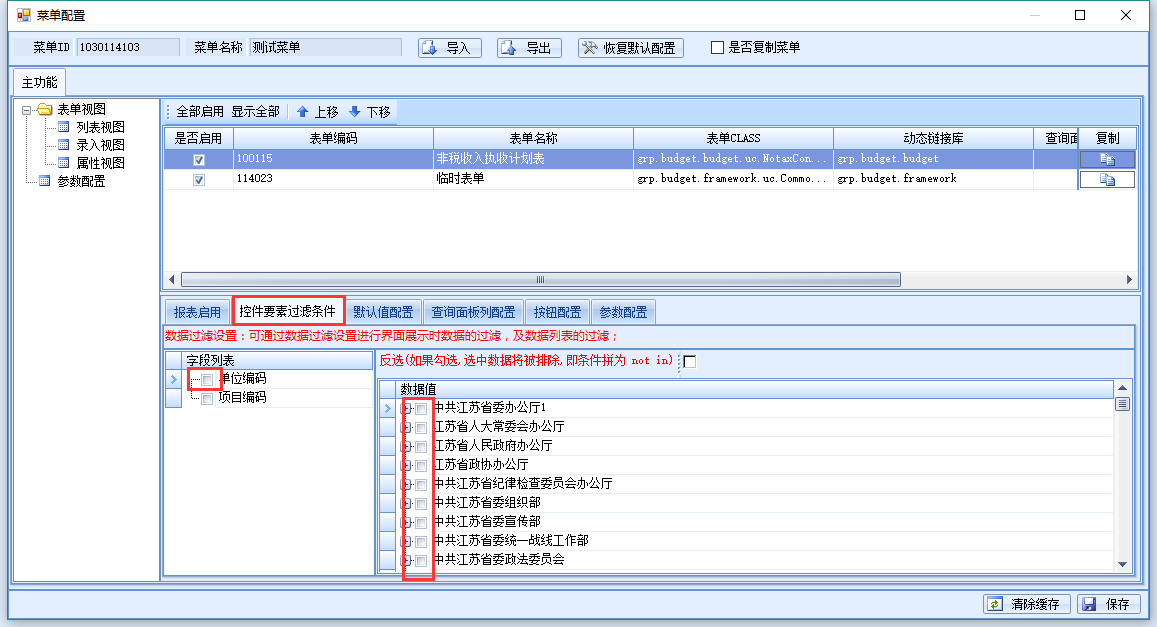 菜单配置
菜单ID 1030114103 菜单名称 测试菜单 导入 导出 恢复默认配置 是否复制菜单
主功能
表单视图
列表视图
录入视图
属性视图
参数配置
全部启用 显示全部 上移 下移
是否启用 表单编码 表单名称 表单CLASS 动态链接库 查询面 复制
100115 非税收入执收计划表 grp.budget.budget.uc.NotaxCon... grp.budget.budget
114023 临时表单 grp.budget.framework.uc.Commo... grp.budget.framework
报表启用 控件要素过滤条件 默认值配置 查询面板列配置 按钮配置 参数配置
数据过滤设置：可通过数据过滤设置进行界面展示时数据的过滤，及数据列表的过滤；
字段列表
单位编码
项目编码
反选(如果勾选,选中数据将被排除,即条件拼为 not in)
数据值
中共江苏省委办公厅1
江苏省人大常委会办公厅
江苏省人民政府办公厅
江苏省政协办公厅
中共江苏省纪律检查委员会办公厅
中共江苏省委组织部
中共江苏省委宣传部
中共江苏省委统一战线工作部
中共江苏省委政法委员会
清除缓存 保存